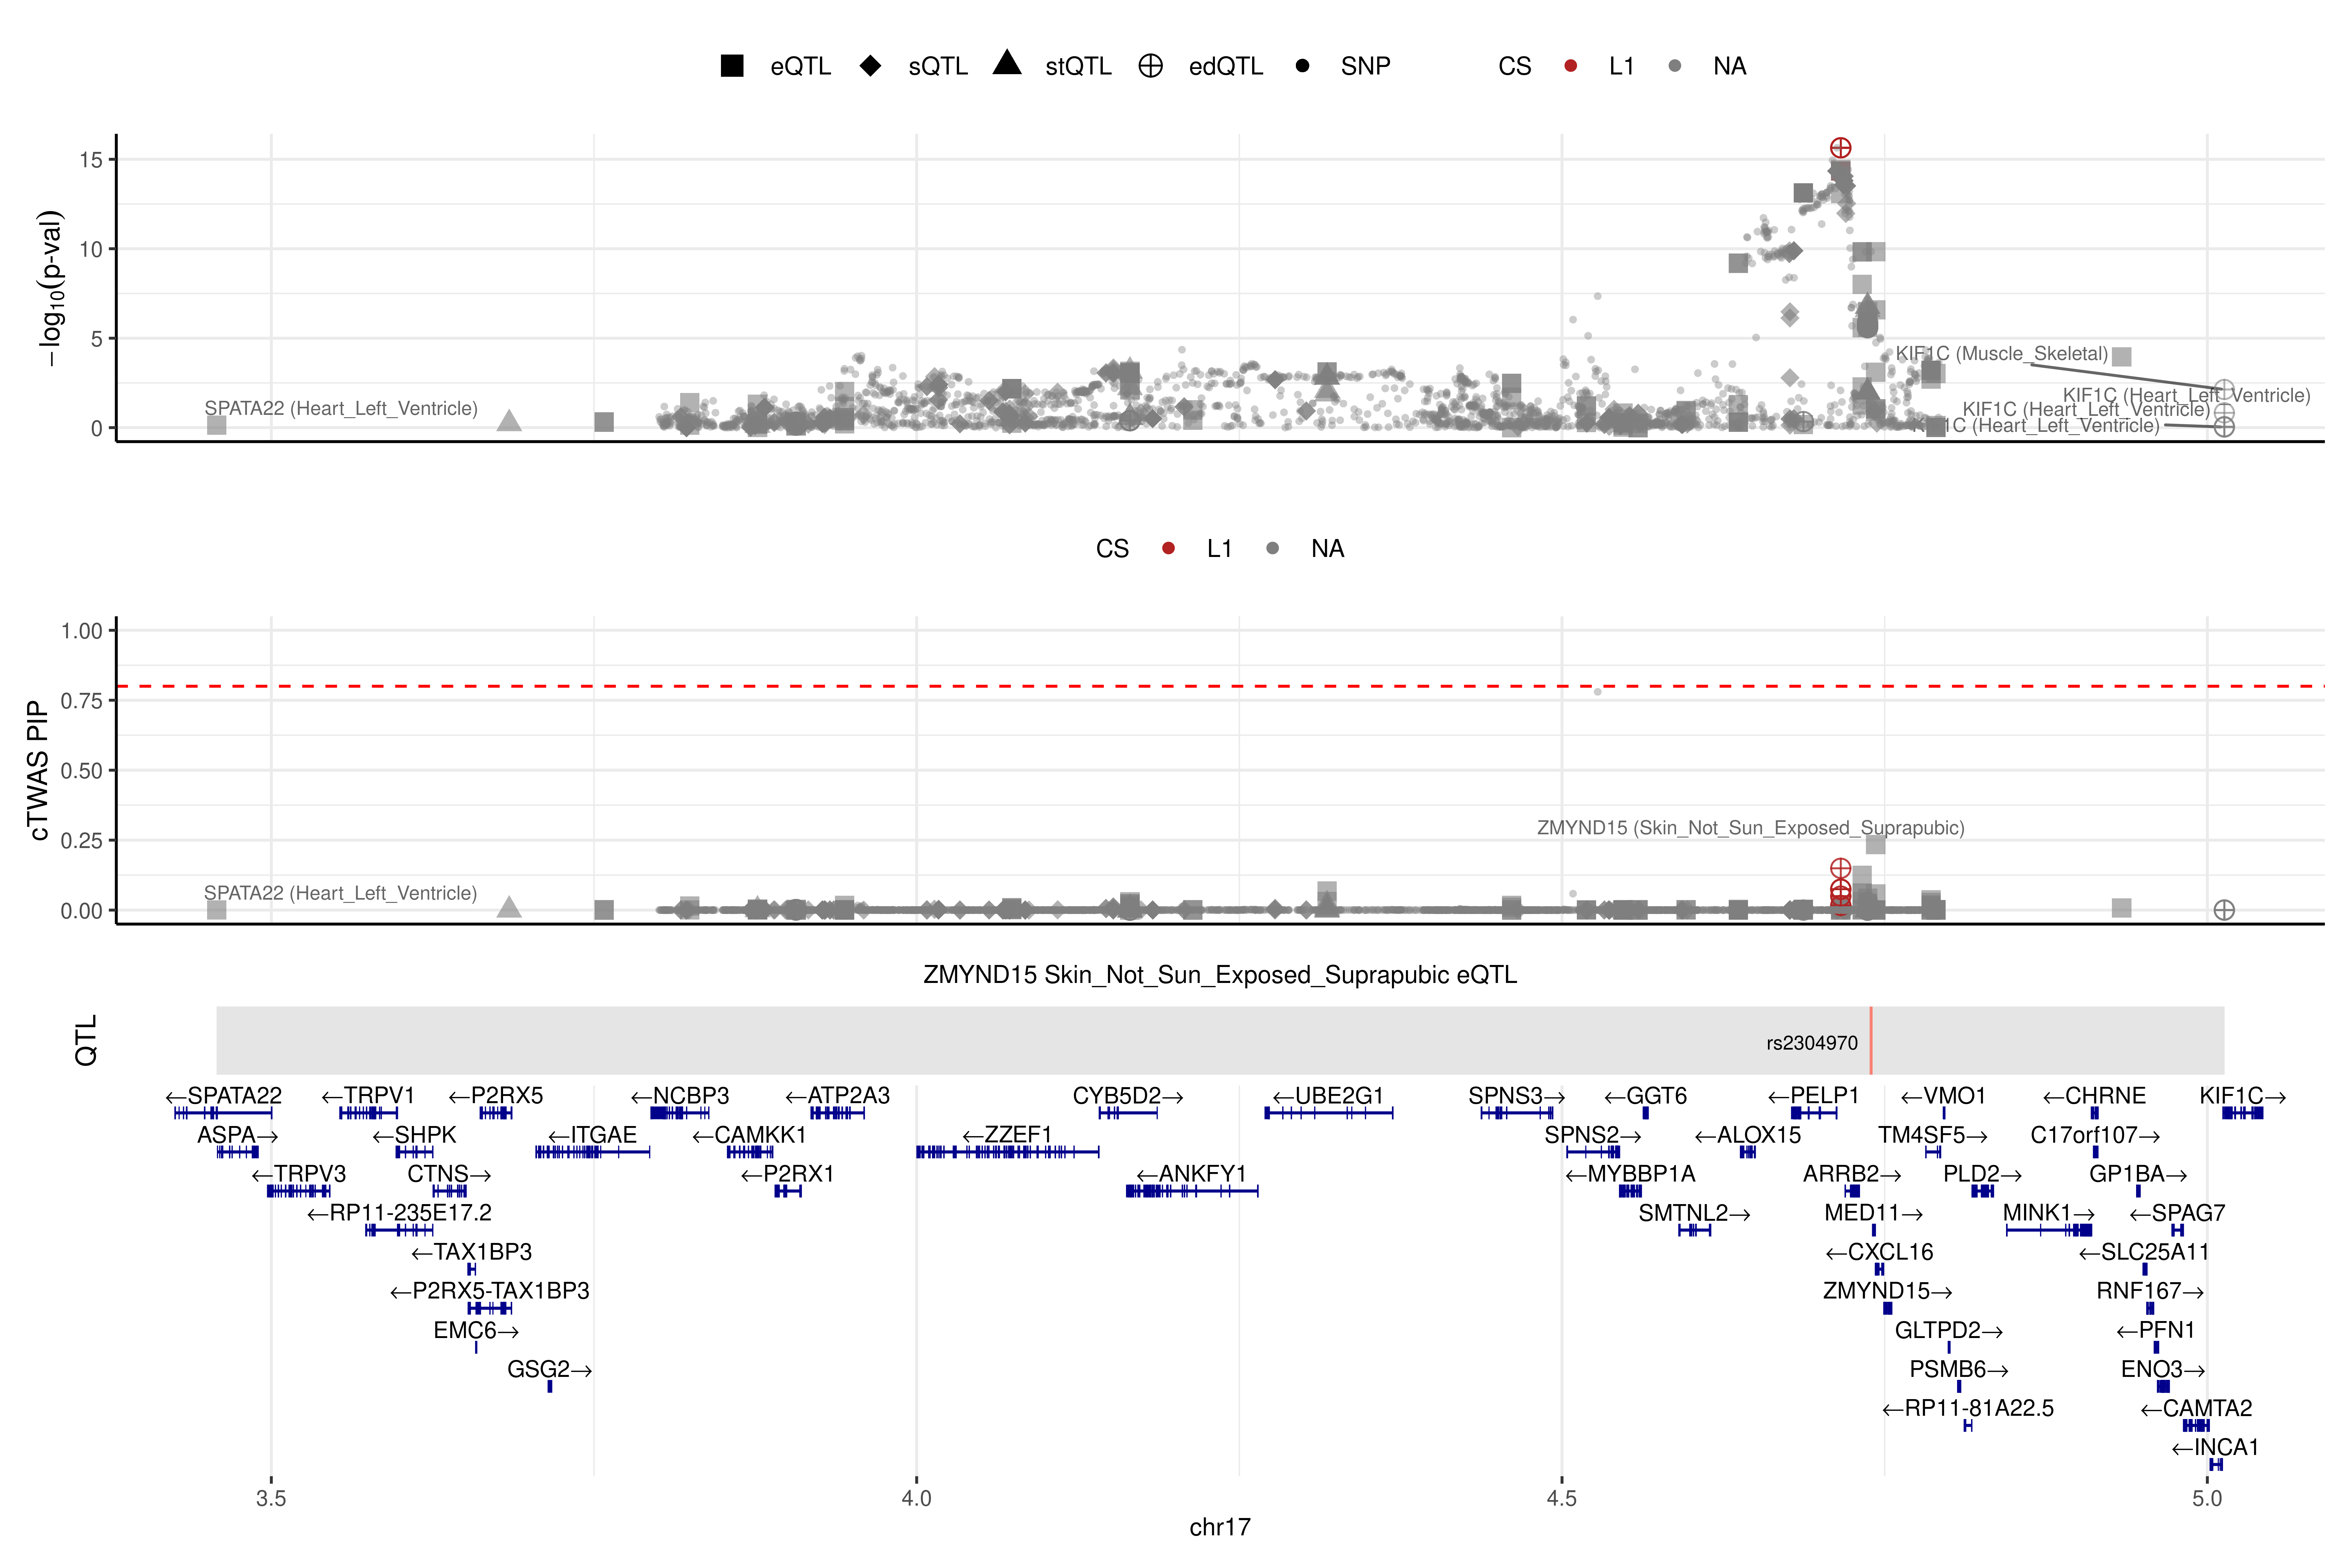 eQTL sQTL stQTL edQTL SNP CS L1 NA
−log10(p-val)
15
10
5
0
SPATA22 (Heart_Left_Ventricle)
KIF1C (Muscle_Skeletal)
KIF1C (Heart_Left_Ventricle)
KIF1C (Heart_Left_Ventricle)
KIF1C (Heart_Left_Ventricle)
CS L1 NA
cTWAS PIP
1.00
0.75
0.50
0.25
0.00
ZMYND15 (Skin_Not_Sun_Exposed_Suprapubic)
SPATA22 (Heart_Left_Ventricle)
ZMYND15 Skin_Not_Sun_Exposed_Suprapubic eQTL
QTL
rs2304970
←SPATA22 ←TRPV1 ←P2RX5 ←NCBP3 ←ATP2A3 CYB5D2→ ←UBE2G1 SPNS3→ ←GGT6 ←PELP1 ←VMO1 ←CHRNE KIF1C→
ASPA→ ←SHPK ←ITGAE ←CAMKK1 ←ZZEF1 SPNS2→ ←ALOX15 TM4SF5→ C17orf107→
←TRPV3 CTNS→ ←P2RX1 ←ANKFY1 ←MYBBP1A ARRB2→ PLD2→ GP1BA→
←RP11-235E17.2 SMTNL2→ MED11→ MINK1→ ←SPAG7
←TAX1BP3 ←CXCL16 ←SLC25A11
←P2RX5-TAX1BP3 ZMYND15→ RNF167→
EMC6→ GLTPD2→ ←PFN1
GSG2→ PSMB6→ ENO3→
←RP11-81A22.5 ←CAMTA2
←INCA1
3.5 4.0 4.5 5.0
chr17